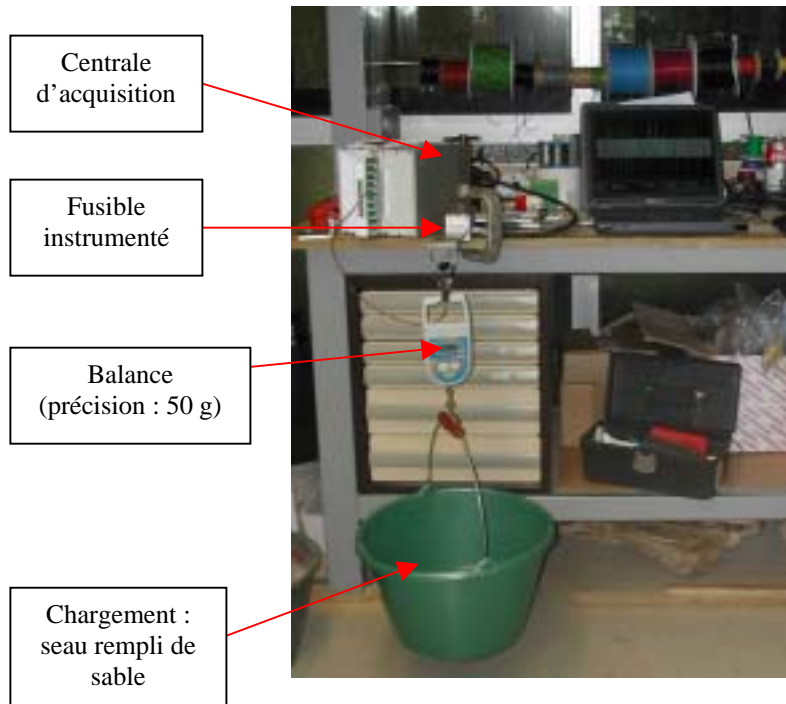 Centrale
d'acquisition
Fusible
instrumenté
Balance
(précision : 50 g)
Chargement :
seau rempli de
sable